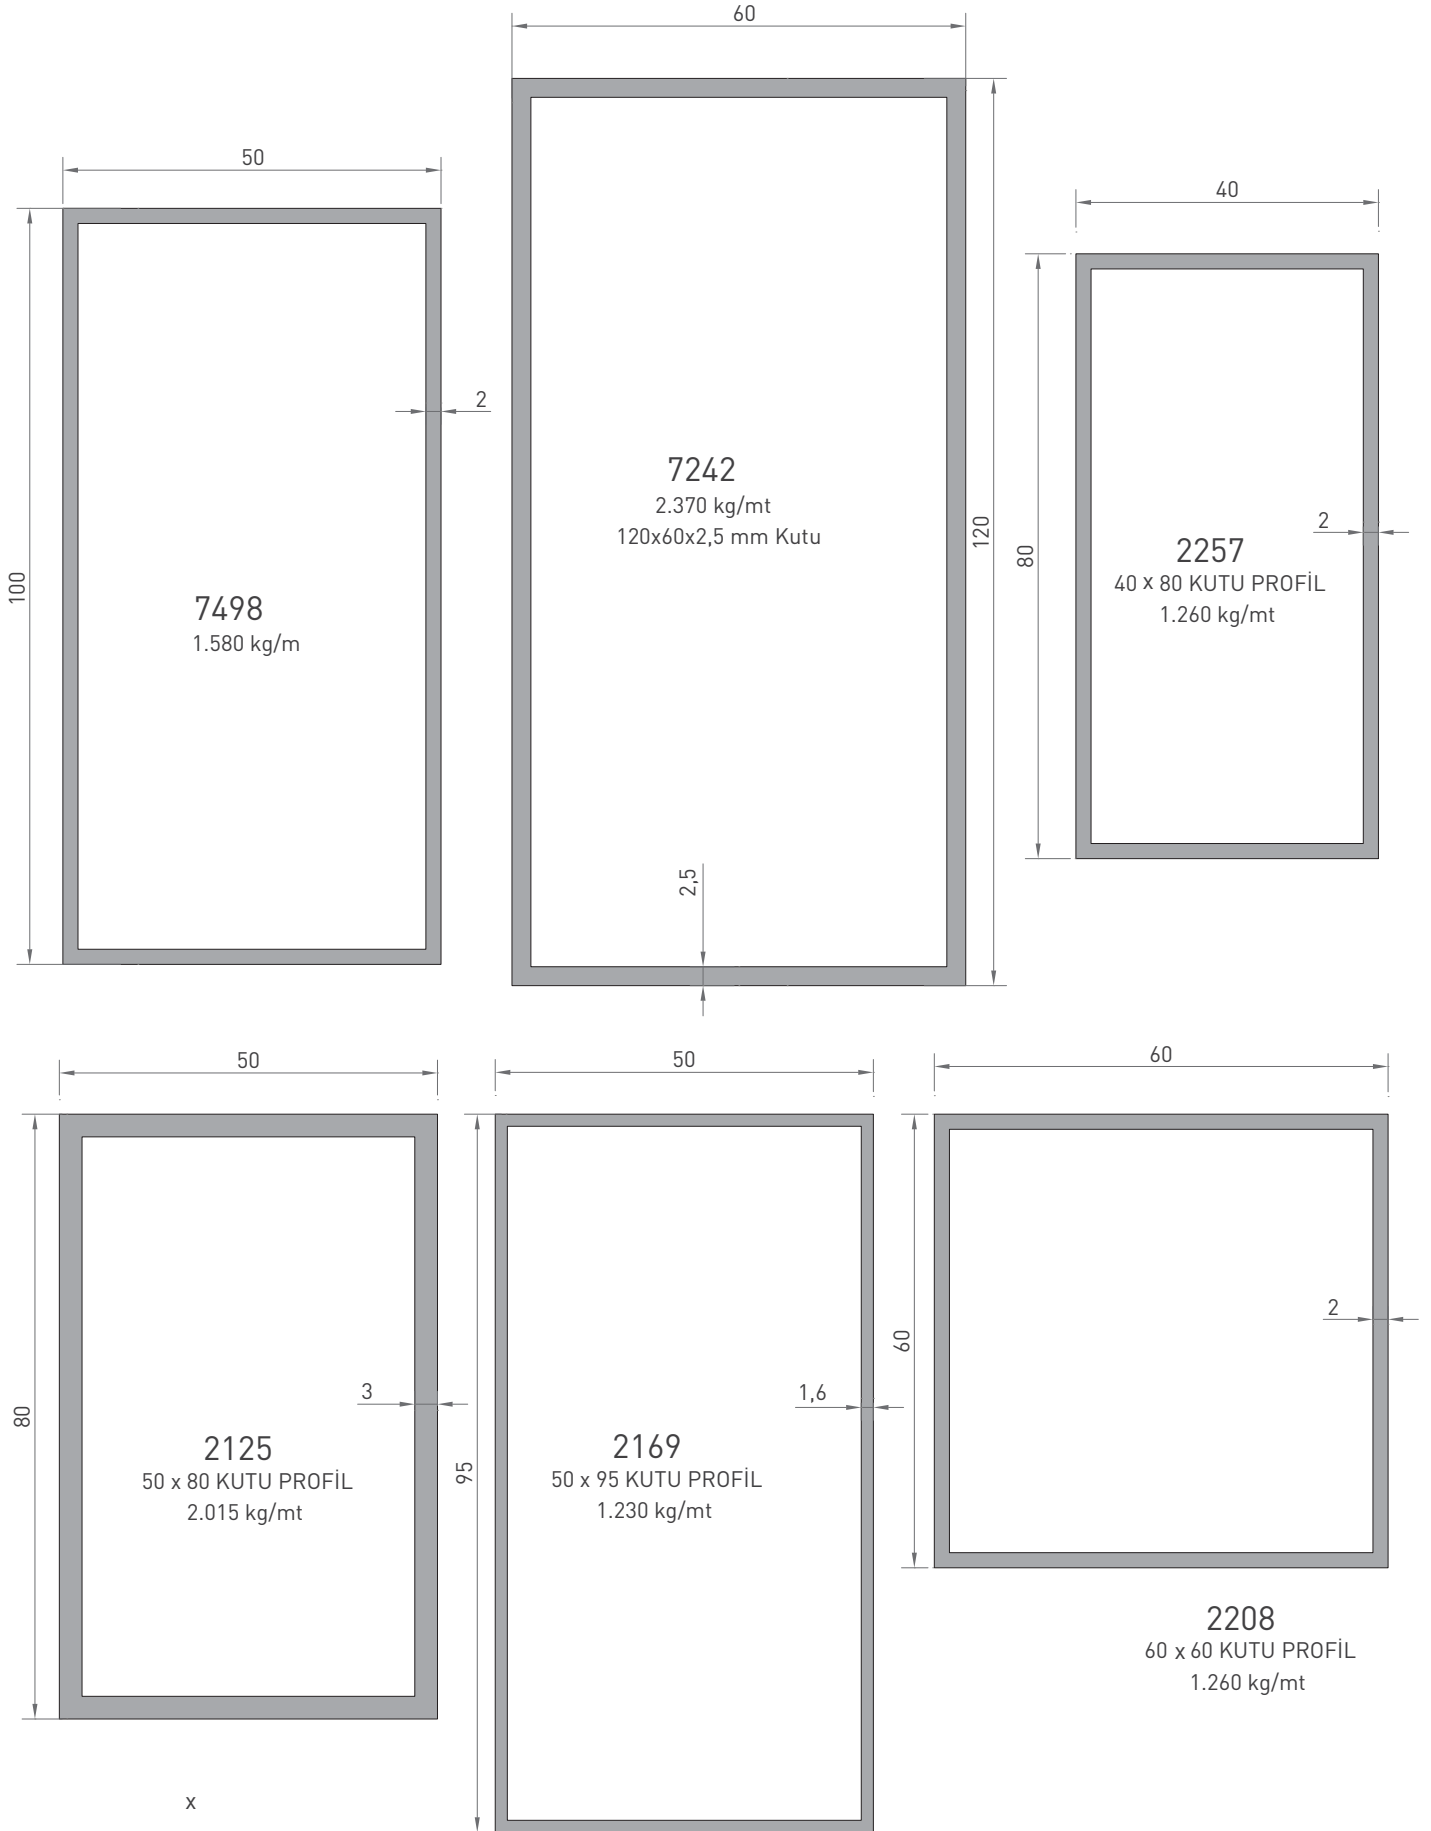 60
50
40
2
7242
2.370 kg/mt
120x60x2,5 mm Kutu
120
80
2
2257
40 x 80 KUTU PROFİL
1.260 kg/mt
100
7498
1.580 kg/m
2,5
50
50
60
2
60
3
1,6
80
2125
50 x 80 KUTU PROFİL
2.015 kg/mt
95
2169
50 x 95 KUTU PROFİL
1.230 kg/mt
2208
60 x 60 KUTU PROFİL
1.260 kg/mt
x